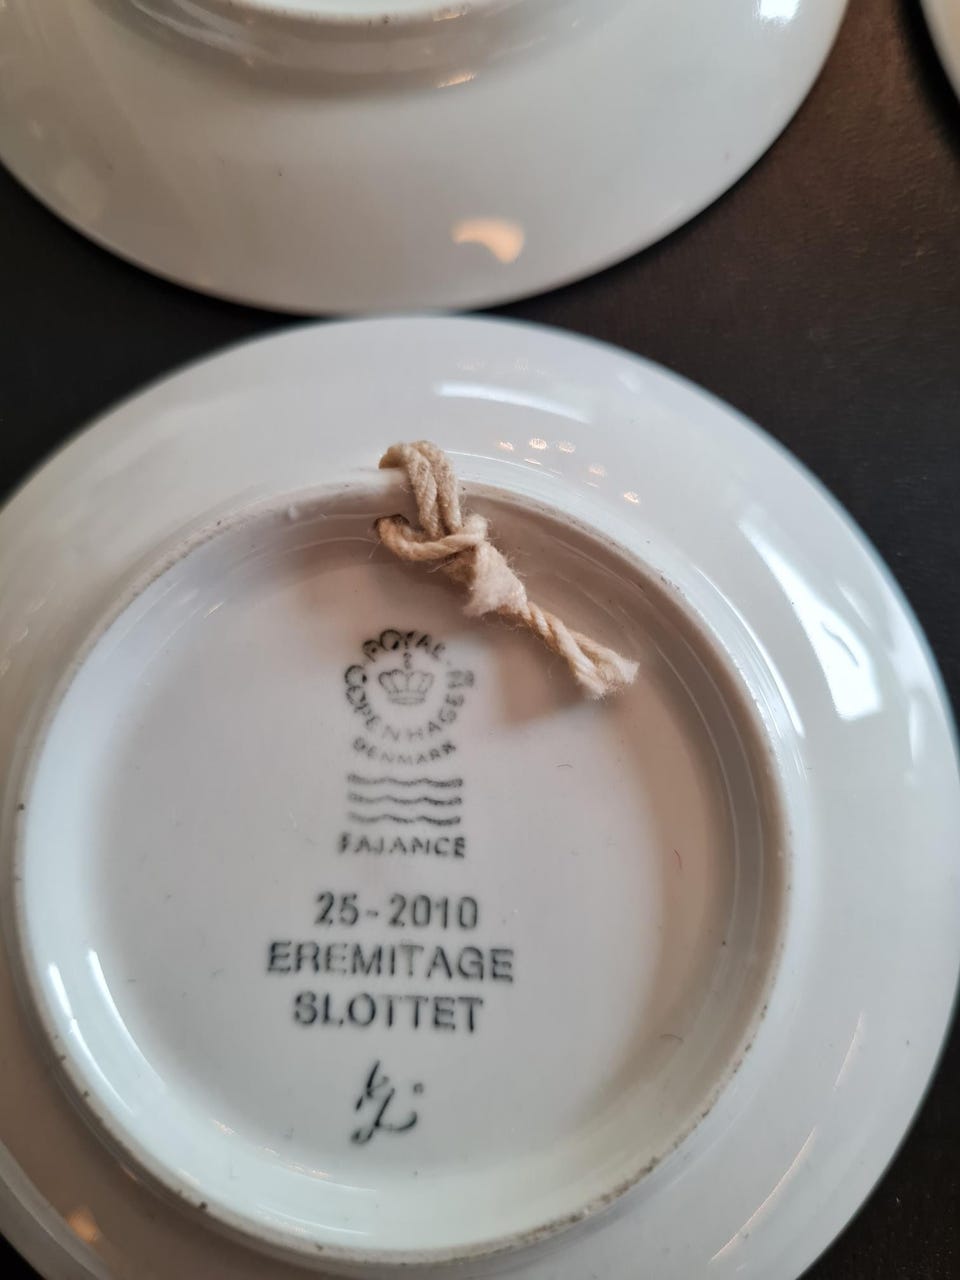 ROYAL COPENHAGEN
DENMARK
FAJANCE
25-2010
EREMITAGE
SLOTTET